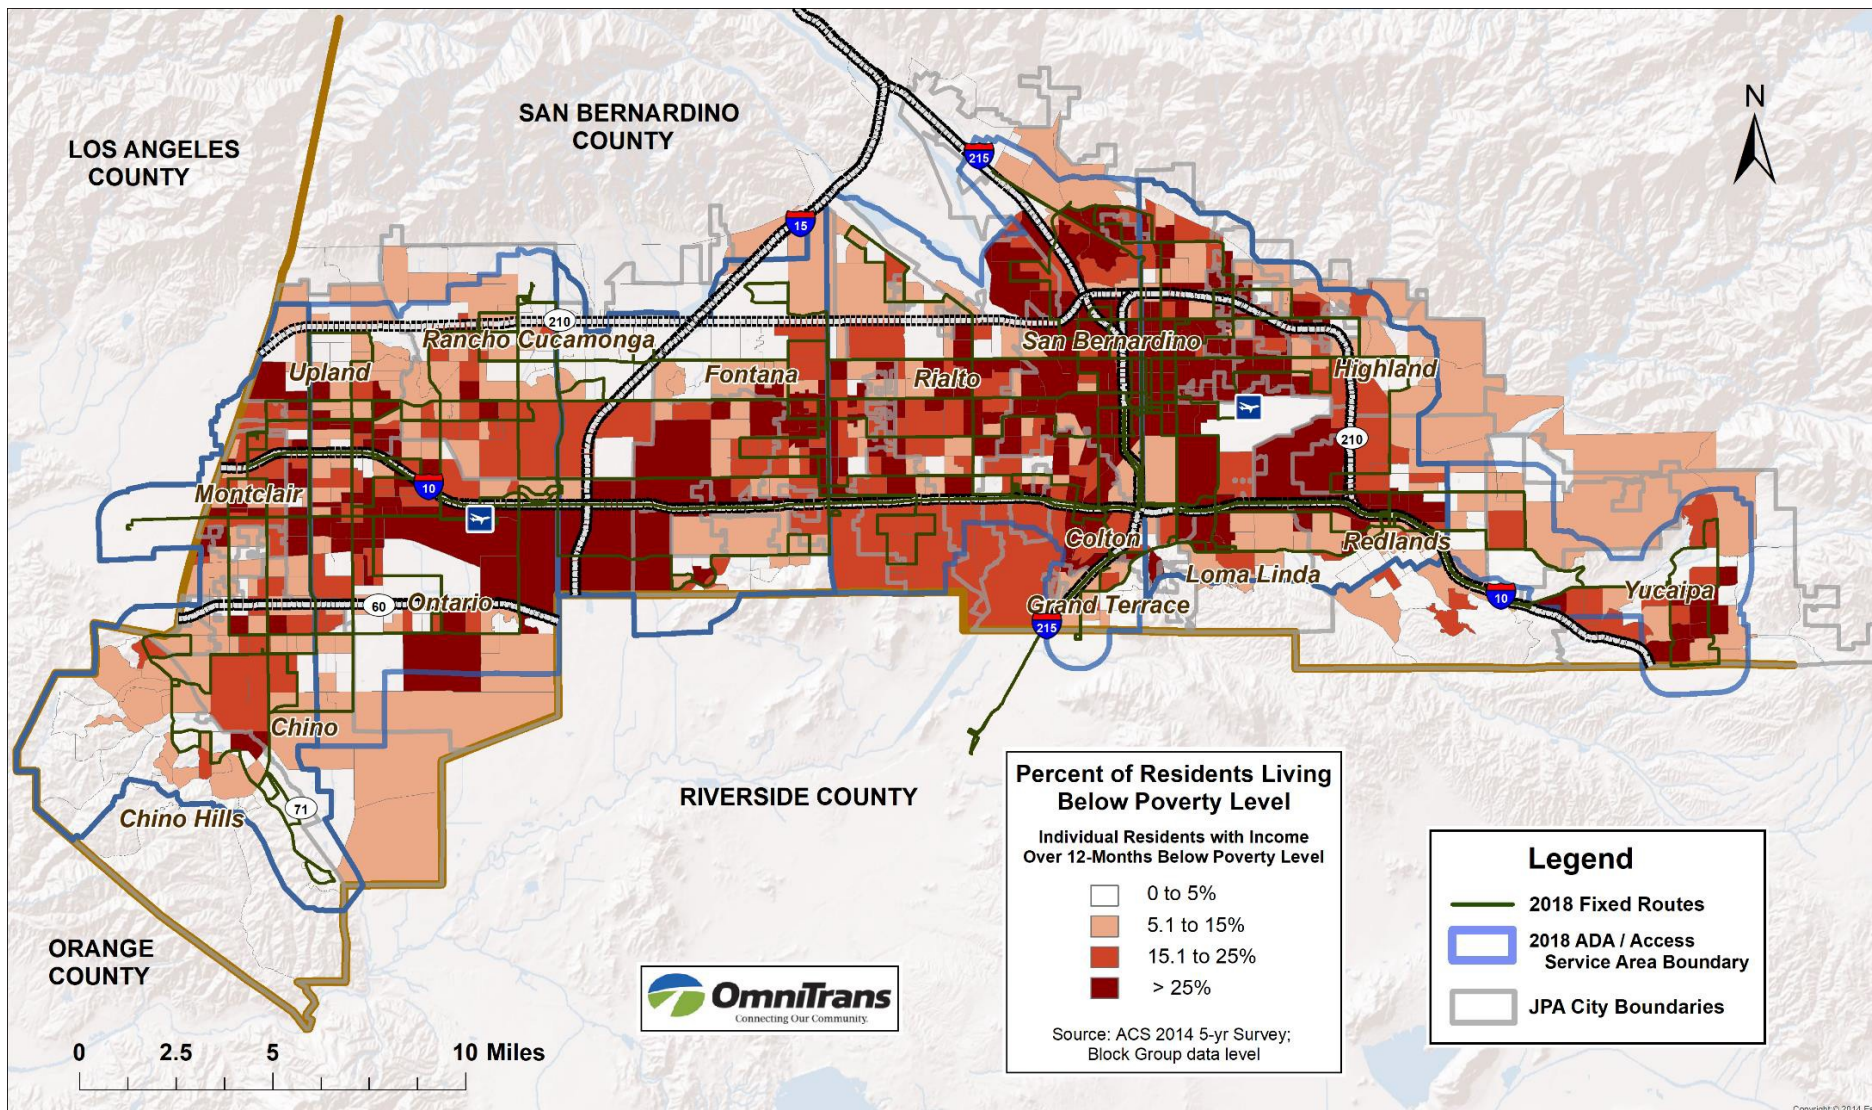 SAN BERNARDINO
COUNTY
LOS ANGELES
COUNTY
N
215
15
210
Rancho Cucamonga
San Bernardino
Upland
Fontana
Rialto
Highland
210
10
Montclair
Colton
Redlands
Loma Linda
Yucaipa
60
Ontario
Grand Terrace
10
215
Chino
71
Chino Hills
RIVERSIDE COUNTY
ORANGE
COUNTY
Percent of Residents Living
Below Poverty Level
Individual Residents with Income
Over 12-Months Below Poverty Level
0 to 5%
5.1 to 15%
15.1 to 25%
> 25%
Source: ACS 2014 5-yr Survey;
Block Group data level
Legend
2018 Fixed Routes
2018 ADA / Access
Service Area Boundary
JPA City Boundaries
OmniTrans
Connecting Our Community.
0 2.5 5 10 Miles
Copyright:© 2014